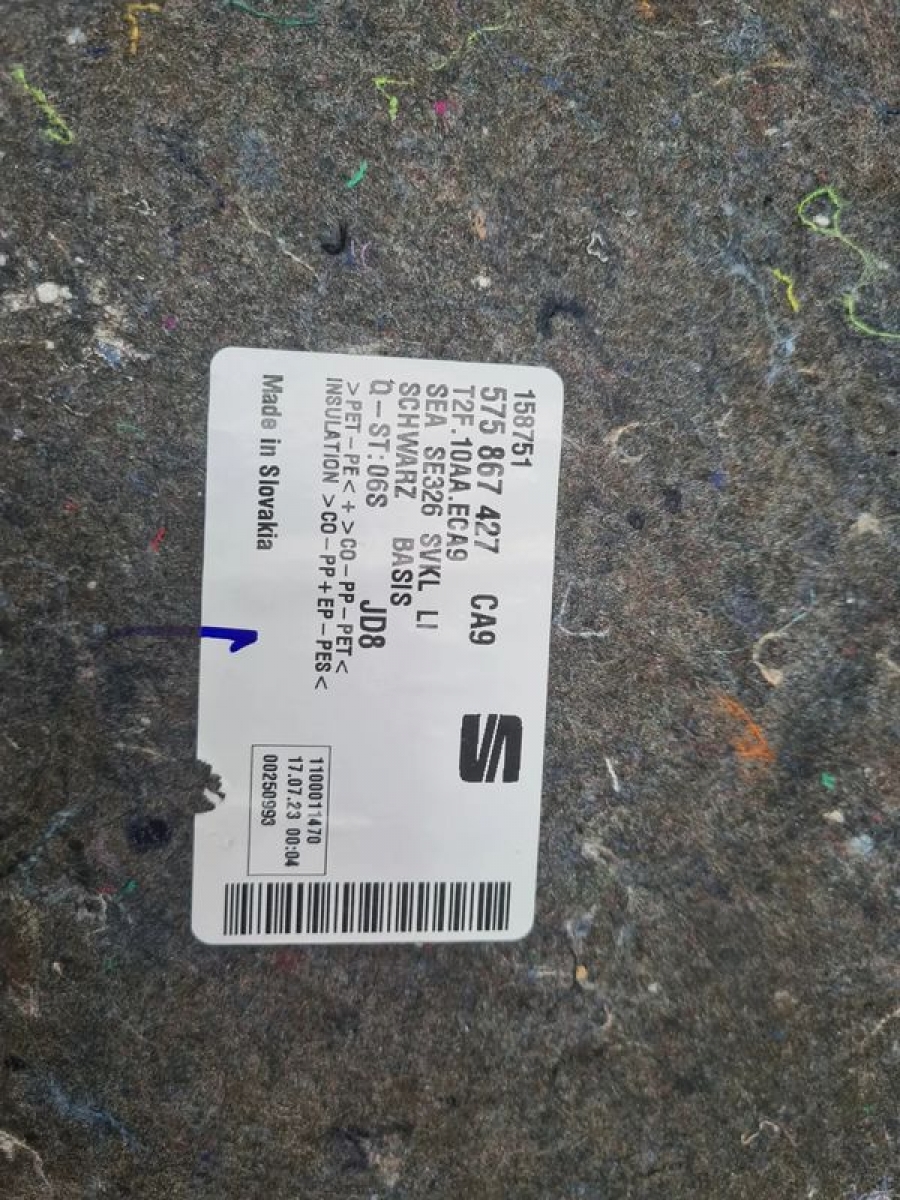 158751
575 867 427 CA9
T2F.10AA.ECA9
SEA SE326 SVKL LI
SCHWARZ BASIS
Q-ST:06S JD8
>PET-PE<+>CO-PP-PET<
INSULATION >CO-PP+EP-PES<
Made in Slovakia
1100011470
17.07.23 00:04
00250993